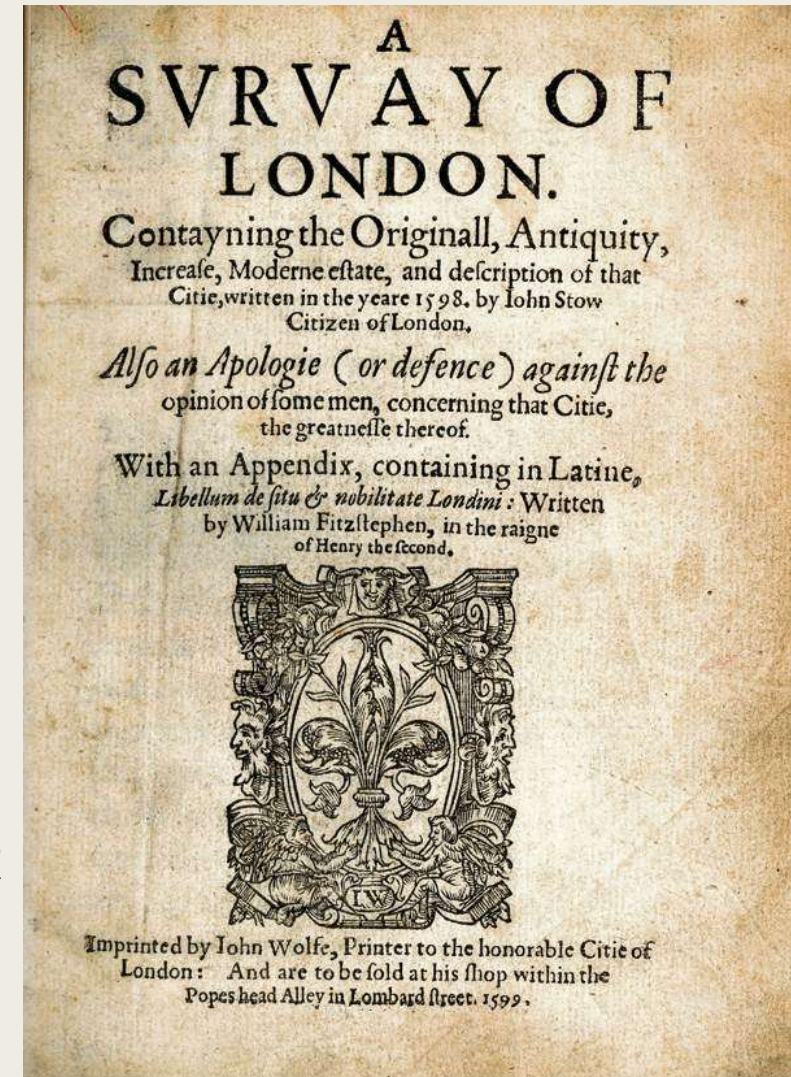 A
SVRVAY OF
LONDON.
Contayning the Originall, Antiquity,
Increaſe, Moderne eſtate, and deſcription of that
Citie, written in the yeare 1598. by Iohn Stow
Citizen of London.
Alſo an Apologie ( or defence ) againſt the
opinion of ſome men, concerning that Citie,
the greatneſſe thereof.
With an Appendix, containing in Latine,
Libellum de ſitu & nobilitate Londini : Written
by William Fitzſtephen, in the raigne
of Henry the ſecond.
I.W
Imprinted by Iohn Wolfe, Printer to the honorable Citie of
London : And are to be ſold at his ſhop within the
Popes head Alley in Lombard ſtreet. 1599.